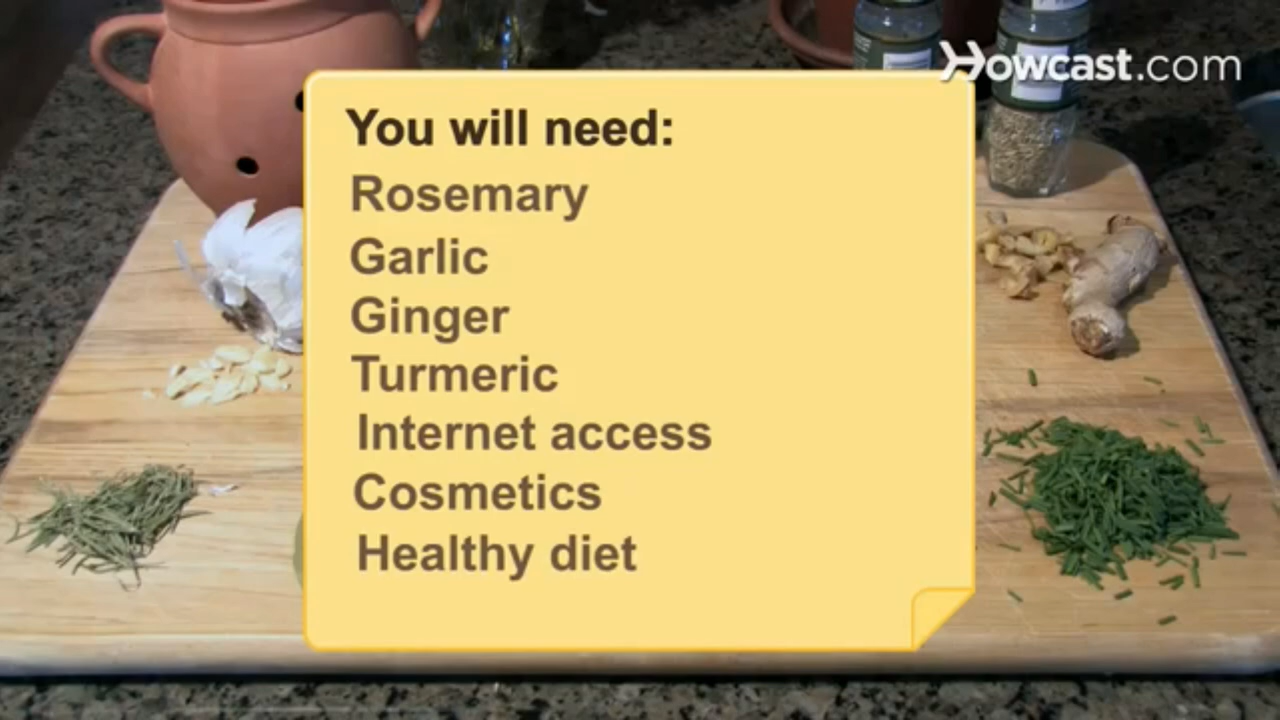 Howcast.com
You will need:
Rosemary
Garlic
Ginger
Turmeric
Internet access
Cosmetics
Healthy diet